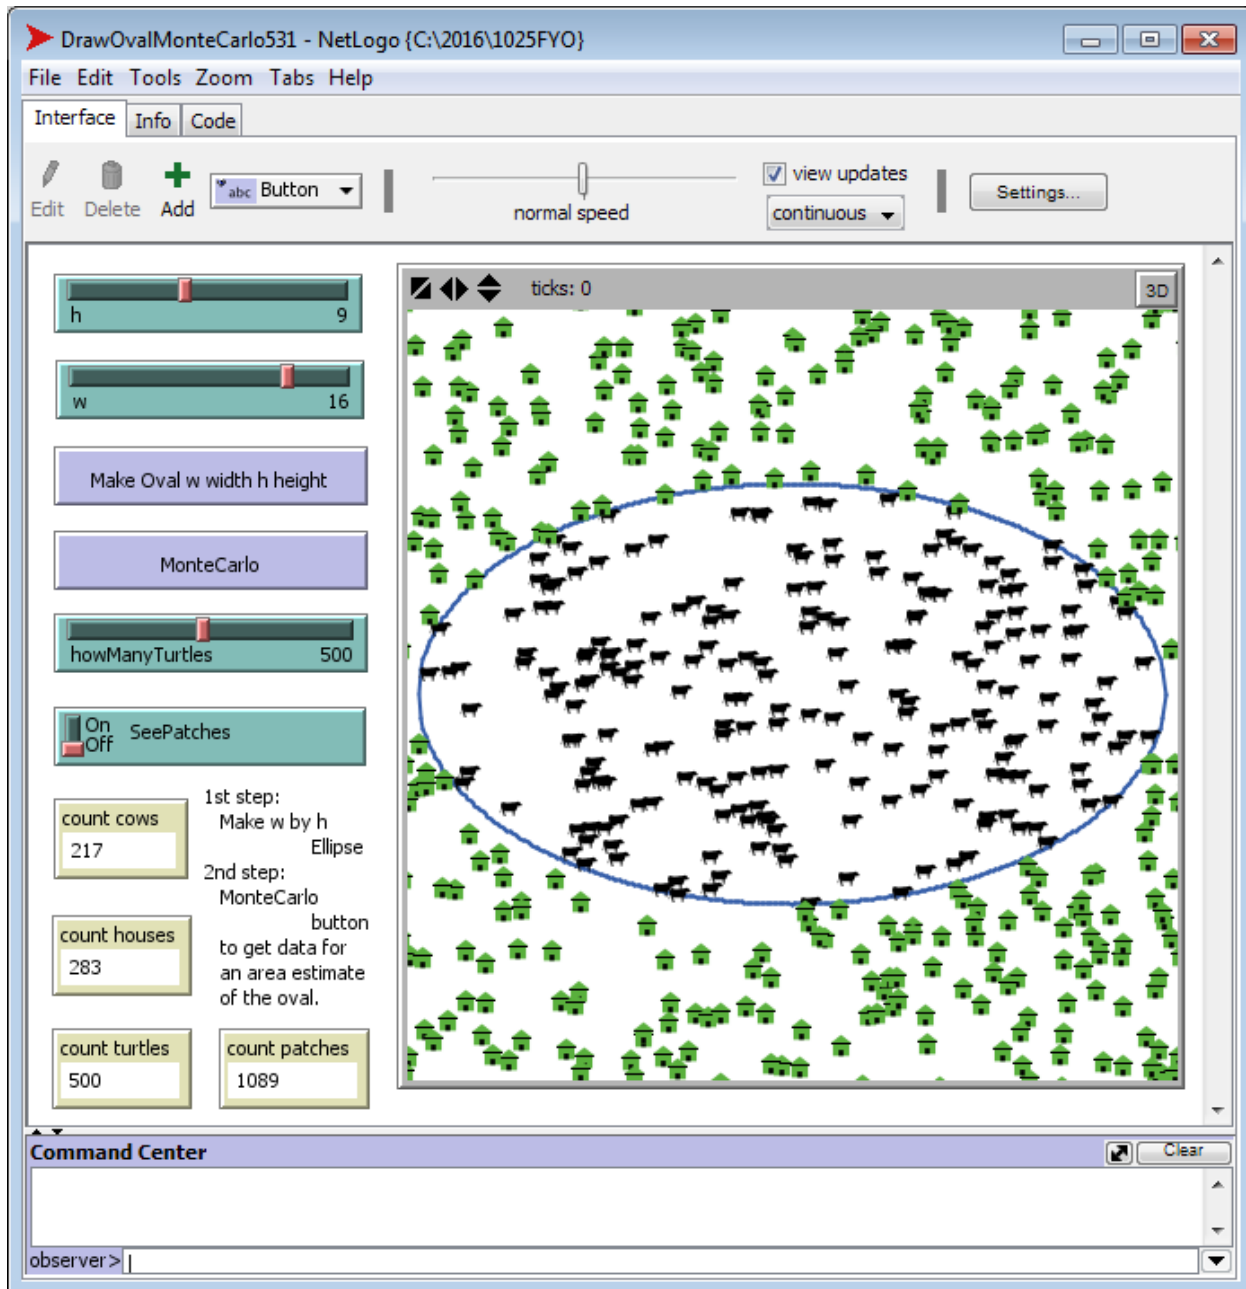 DrawOvalMonteCarlo531 - NetLogo {C:\2016\1025FYO}
File Edit Tools Zoom Tabs Help
Interface Info Code
Edit Delete Add abc Button normal speed view updates continuous Settings...
ticks: 0 3D
h 9
w 16
Make Oval w width h height
MonteCarlo
howManyTurtles 500
On
Off
SeePatches
count cows
217
1st step:
Make w by h
Ellipse
2nd step:
MonteCarlo
button
to get data for
an area estimate
of the oval.
count houses
283
count turtles
500
count patches
1089
Command Center Clear
observer>